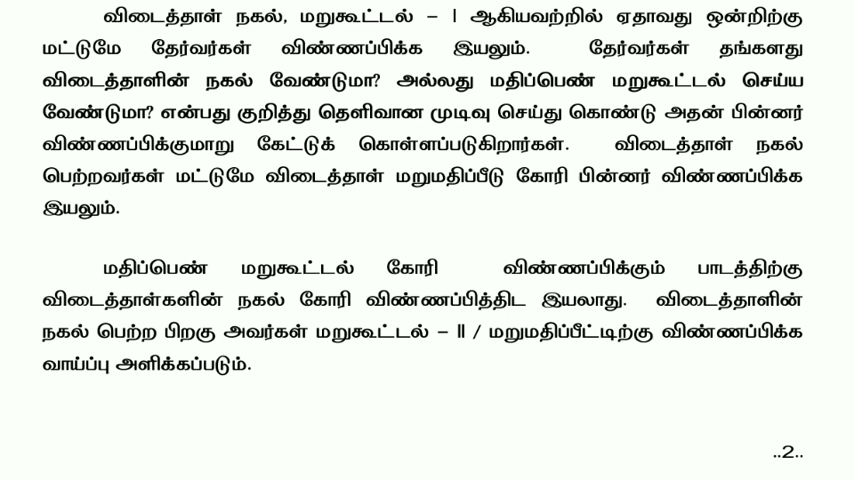 விடைத்தாள் நகல், மறுகூட்டல் – I ஆகியவற்றில் ஏதாவது ஒன்றிற்கு
மட்டுமே தேர்வர்கள் விண்ணப்பிக்க இயலும். தேர்வர்கள் தங்களது
விடைத்தாளின் நகல் வேண்டுமா? அல்லது மதிப்பெண் மறுகூட்டல் செய்ய
வேண்டுமா? என்பது குறித்து தெளிவான முடிவு செய்து கொண்டு அதன் பின்னர்
விண்ணப்பிக்குமாறு கேட்டுக் கொள்ளப்படுகிறார்கள். விடைத்தாள் நகல்
பெற்றவர்கள் மட்டுமே விடைத்தாள் மறுமதிப்பீடு கோரி பின்னர் விண்ணப்பிக்க
இயலும்.
மதிப்பெண் மறுகூட்டல் கோரி விண்ணப்பிக்கும் பாடத்திற்கு
விடைத்தாள்களின் நகல் கோரி விண்ணப்பித்திட இயலாது. விடைத்தாளின்
நகல் பெற்ற பிறகு அவர்கள் மறுகூட்டல் – II / மறுமதிப்பீட்டிற்கு விண்ணப்பிக்க
வாய்ப்பு அளிக்கப்படும்.
..2..